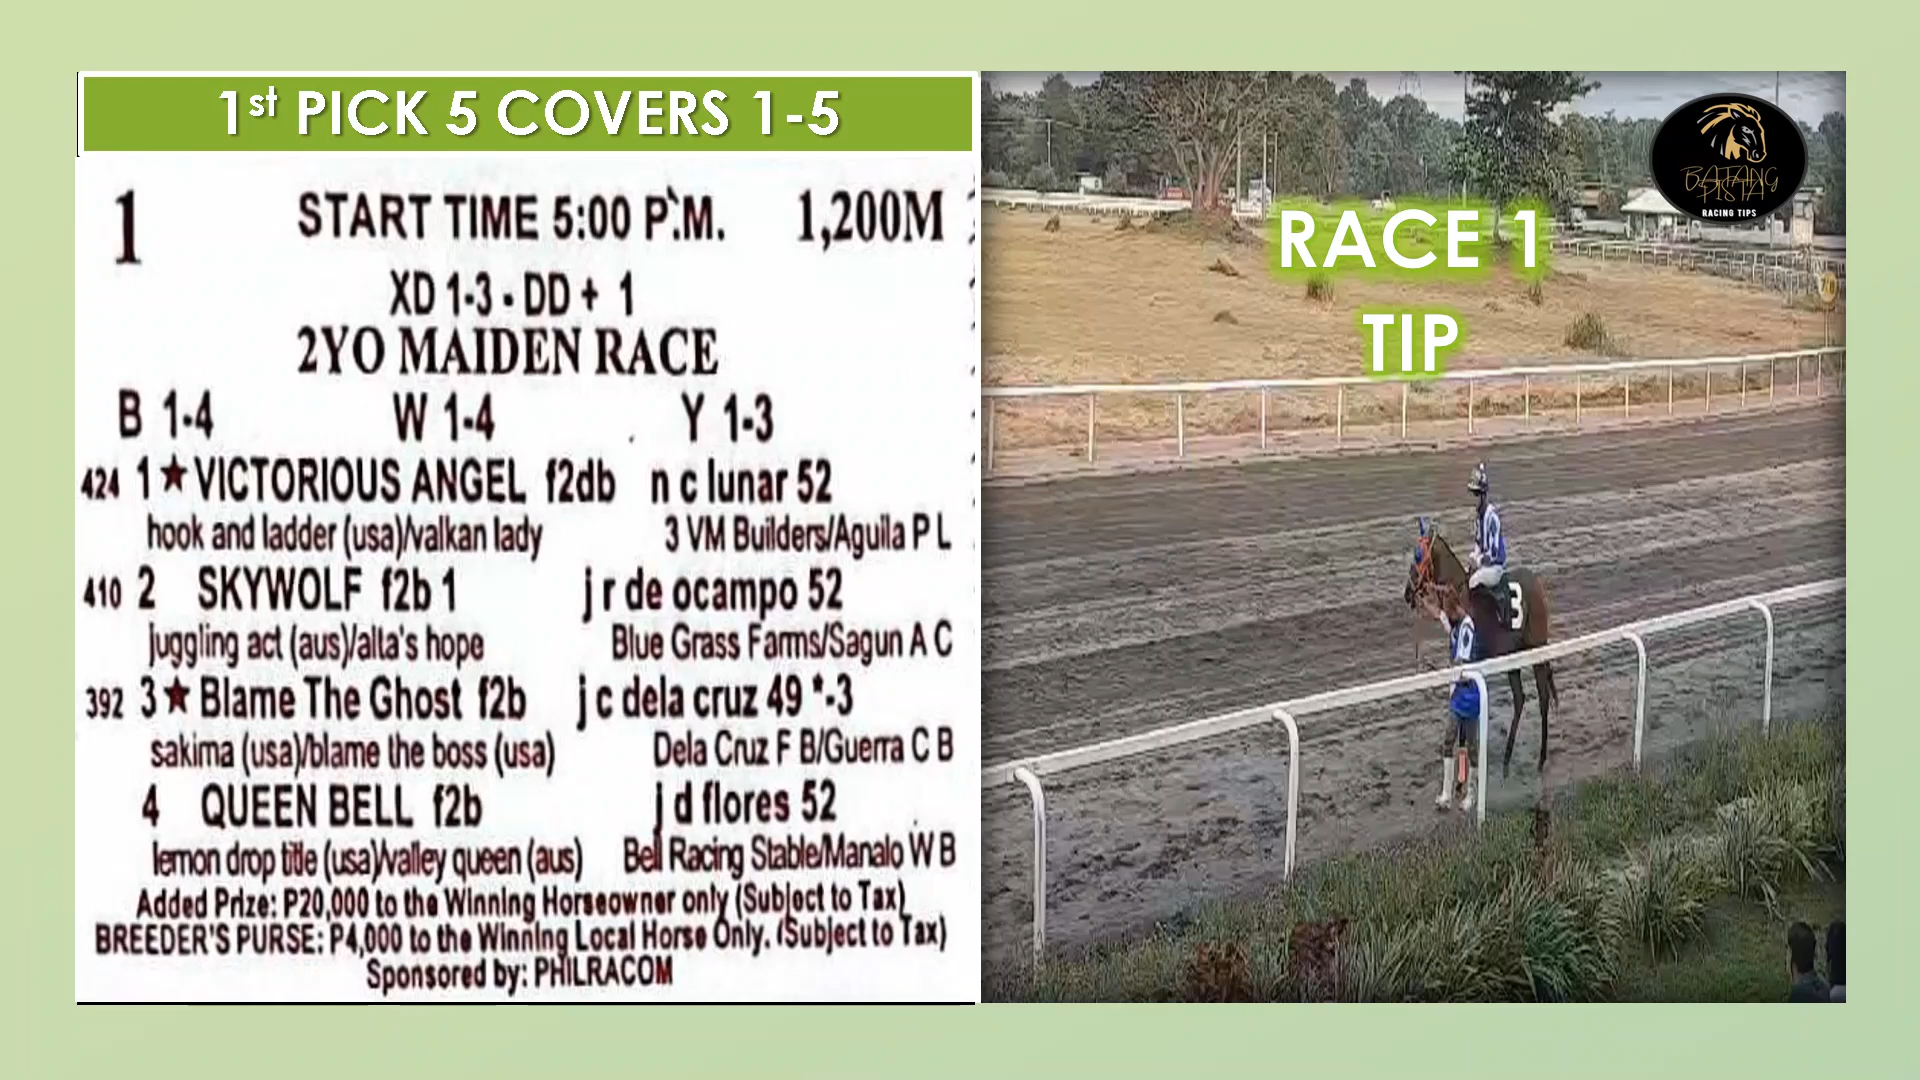 1st PICK 5 COVERS 1-5
1 START TIME 5:00 P.M. 1,200M
XD 1-3 - DD + 1
2YO MAIDEN RACE
B 1-4 W 1-4 Y 1-3
424 1 ★ VICTORIOUS ANGEL f2db n c lunar 52
hook and ladder (usa)/valkan lady 3 VM Builders/Aguila P L
410 2 SKYWOLF f2b 1 j r de ocampo 52
juggling act (aus)/alta's hope Blue Grass Farms/Sagun A C
392 3 ★ Blame The Ghost f2b j c dela cruz 49 *-3
sakima (usa)/blame the boss (usa) Dela Cruz F B/Guerra C B
4 QUEEN BELL f2b j d flores 52
lemon drop title (usa)/valley queen (aus) Bell Racing Stable/Manalo W B
Added Prize: P20,000 to the Winning Horseowner only (Subject to Tax)
BREEDER'S PURSE: P4,000 to the Winning Local Horse Only. (Subject to Tax)
Sponsored by: PHILRACOM
BATANG
PISTA
RACING TIPS
RACE 1
TIP
7/8
3